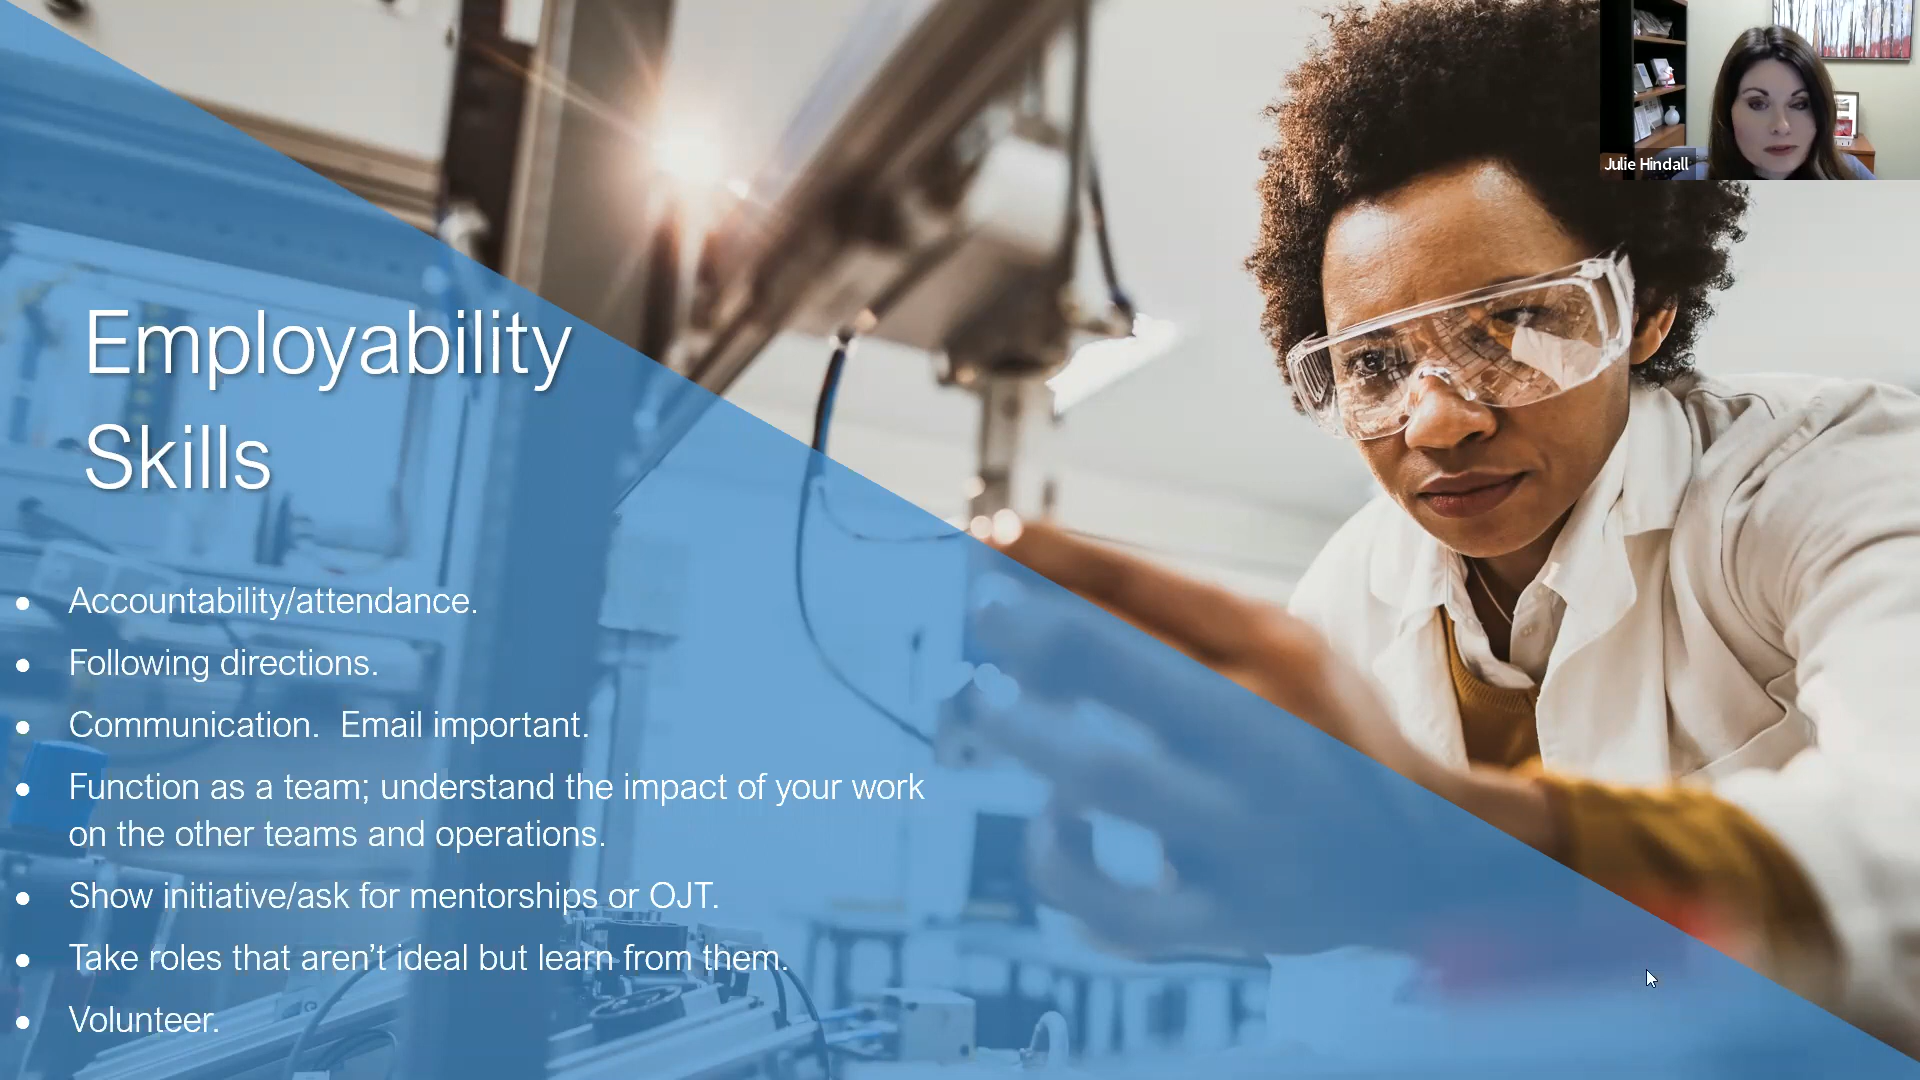 Employability
Skills
• Accountability/attendance.
• Following directions.
• Communication.  Email important.
• Function as a team; understand the impact of your work
on the other teams and operations.
• Show initiative/ask for mentorships or OJT.
• Take roles that aren’t ideal but learn from them.
• Volunteer.
Julie Hindall